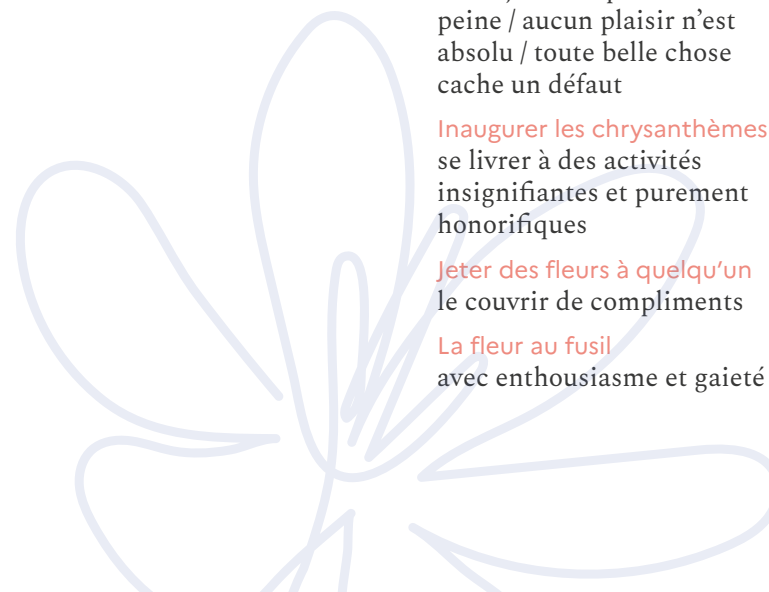 peine / aucun plaisir n’est
absolu / toute belle chose
cache un défaut
Inaugurer les chrysanthèmes
se livrer à des activités
insignifiantes et purement
honorifiques
Jeter des fleurs à quelqu’un
le couvrir de compliments
La fleur au fusil
avec enthousiasme et gaieté